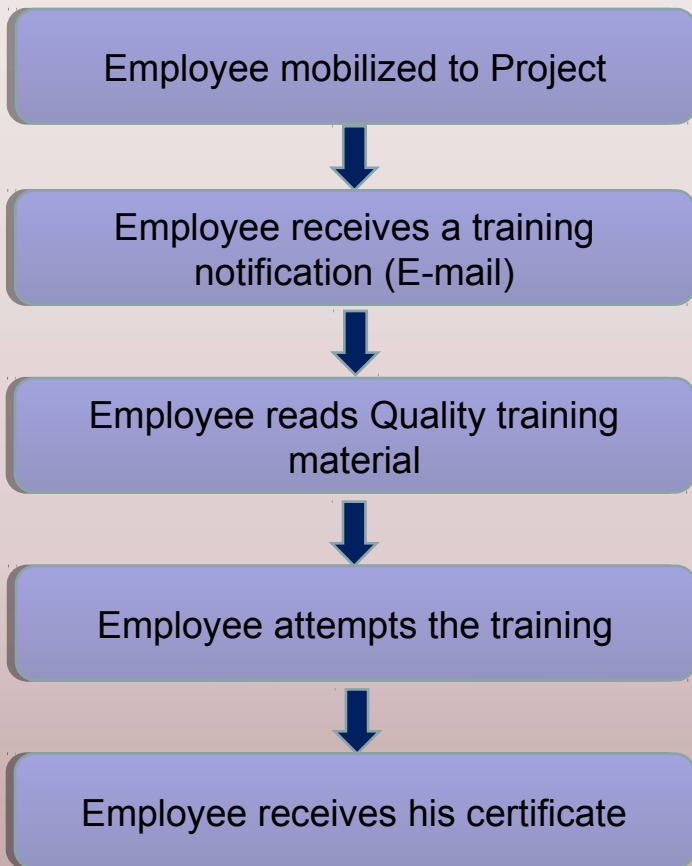 Employee mobilized to Project
Employee receives a training
notification (E-mail)
Employee reads Quality training
material
Employee attempts the training
Employee receives his certificate